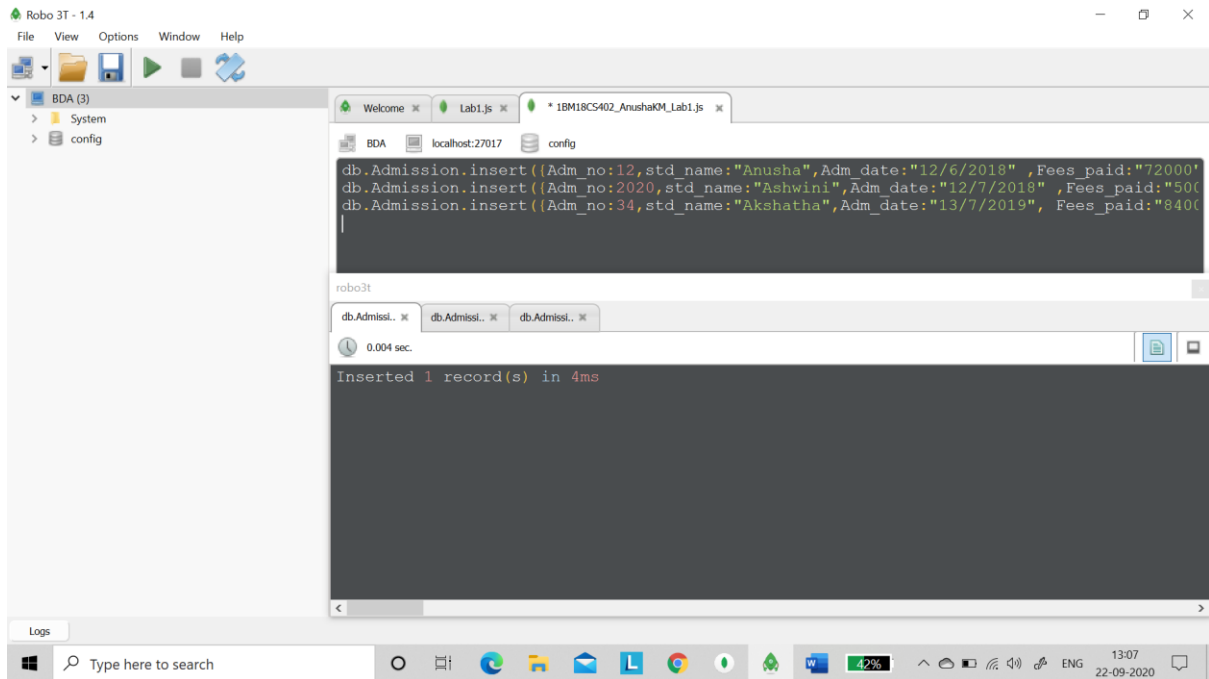 Robo 3T - 1.4
File View Options Window Help
BDA (3)
System
config
Welcome Lab1.js * 1BM18CS402_AnushaKM_Lab1.js
BDA localhost:27017 config
db.Admission.insert({Adm_no:12,std_name:"Anusha",Adm_date:"12/6/2018" ,Fees_paid:"72000"
db.Admission.insert({Adm_no:2020,std_name:"Ashwini",Adm_date:"12/7/2018" ,Fees_paid:"500
db.Admission.insert({Adm_no:34,std_name:"Akshatha",Adm_date:"13/7/2019", Fees_paid:"8400
robo3t
db.Admissi.. db.Admissi.. db.Admissi..
0.004 sec.
Inserted 1 record(s) in 4ms
Logs
Type here to search L 42% ENG 13:07
22-09-2020